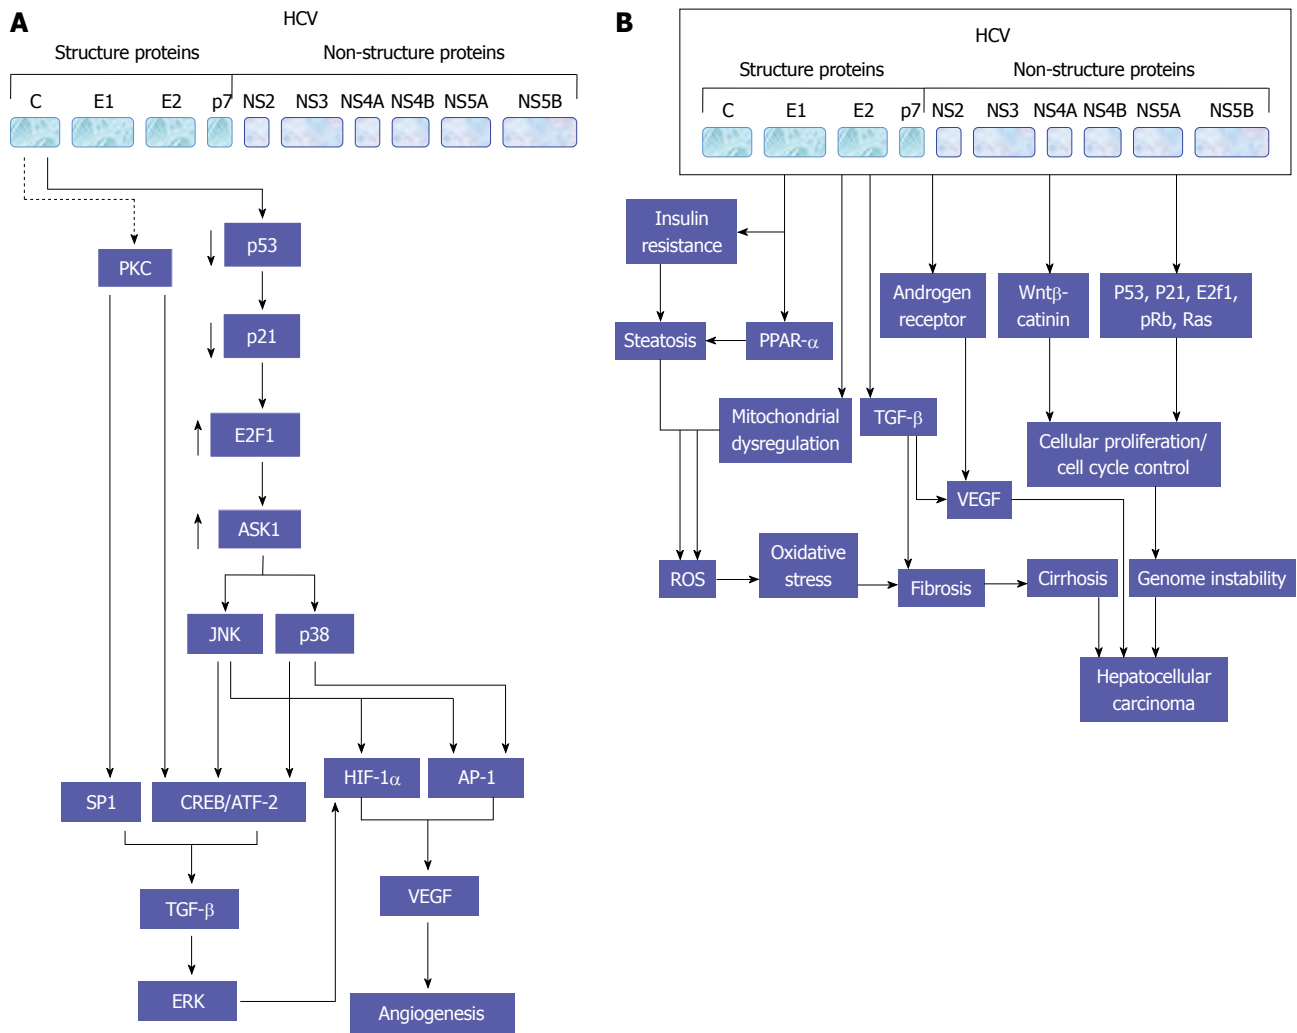 A
HCV
Structure proteins
Non-structure proteins
C E1 E2 p7 NS2 NS3 NS4A NS4B NS5A NS5B
p53
PKC
p21
E2F1
ASK1
JNK
p38
HIF-1α
AP-1
SP1
CREB/ATF-2
TGF-β
VEGF
ERK
Angiogenesis
B
HCV
Structure proteins
Non-structure proteins
C E1 E2 p7 NS2 NS3 NS4A NS4B NS5A NS5B
Insulin
resistance
Androgen
receptor
Wntβ-
catinin
P53, P21, E2f1,
pRb, Ras
Steatosis
PPAR-α
Mitochondrial
dysregulation
TGF-β
Cellular proliferation/
cell cycle control
VEGF
ROS
Oxidative
stress
Fibrosis
Cirrhosis
Genome instability
Hepatocellular
carcinoma